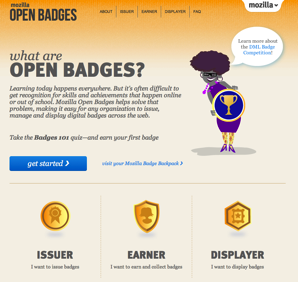 mozilla
OPEN BADGES
ABOUT
ISSUER
EARNER
DISPLAYER
FAQ
mozilla
Learn more about
the DML Badge
Competition!
what are
OPEN BADGES?
Learning today happens everywhere. But it's often difficult to
get recognition for skills and achievements that happen online
or out of school. Mozilla Open Badges helps solve that
problem, making it easy for any organization to issue,
manage and display digital badges across the web.
Take the Badges 101 quiz—and earn your first badge
get started >
visit your Mozilla Badge Backpack >
ISSUER
I want to issue badges
EARNER
I want to earn and collect badges
DISPLAYER
I want to display badges